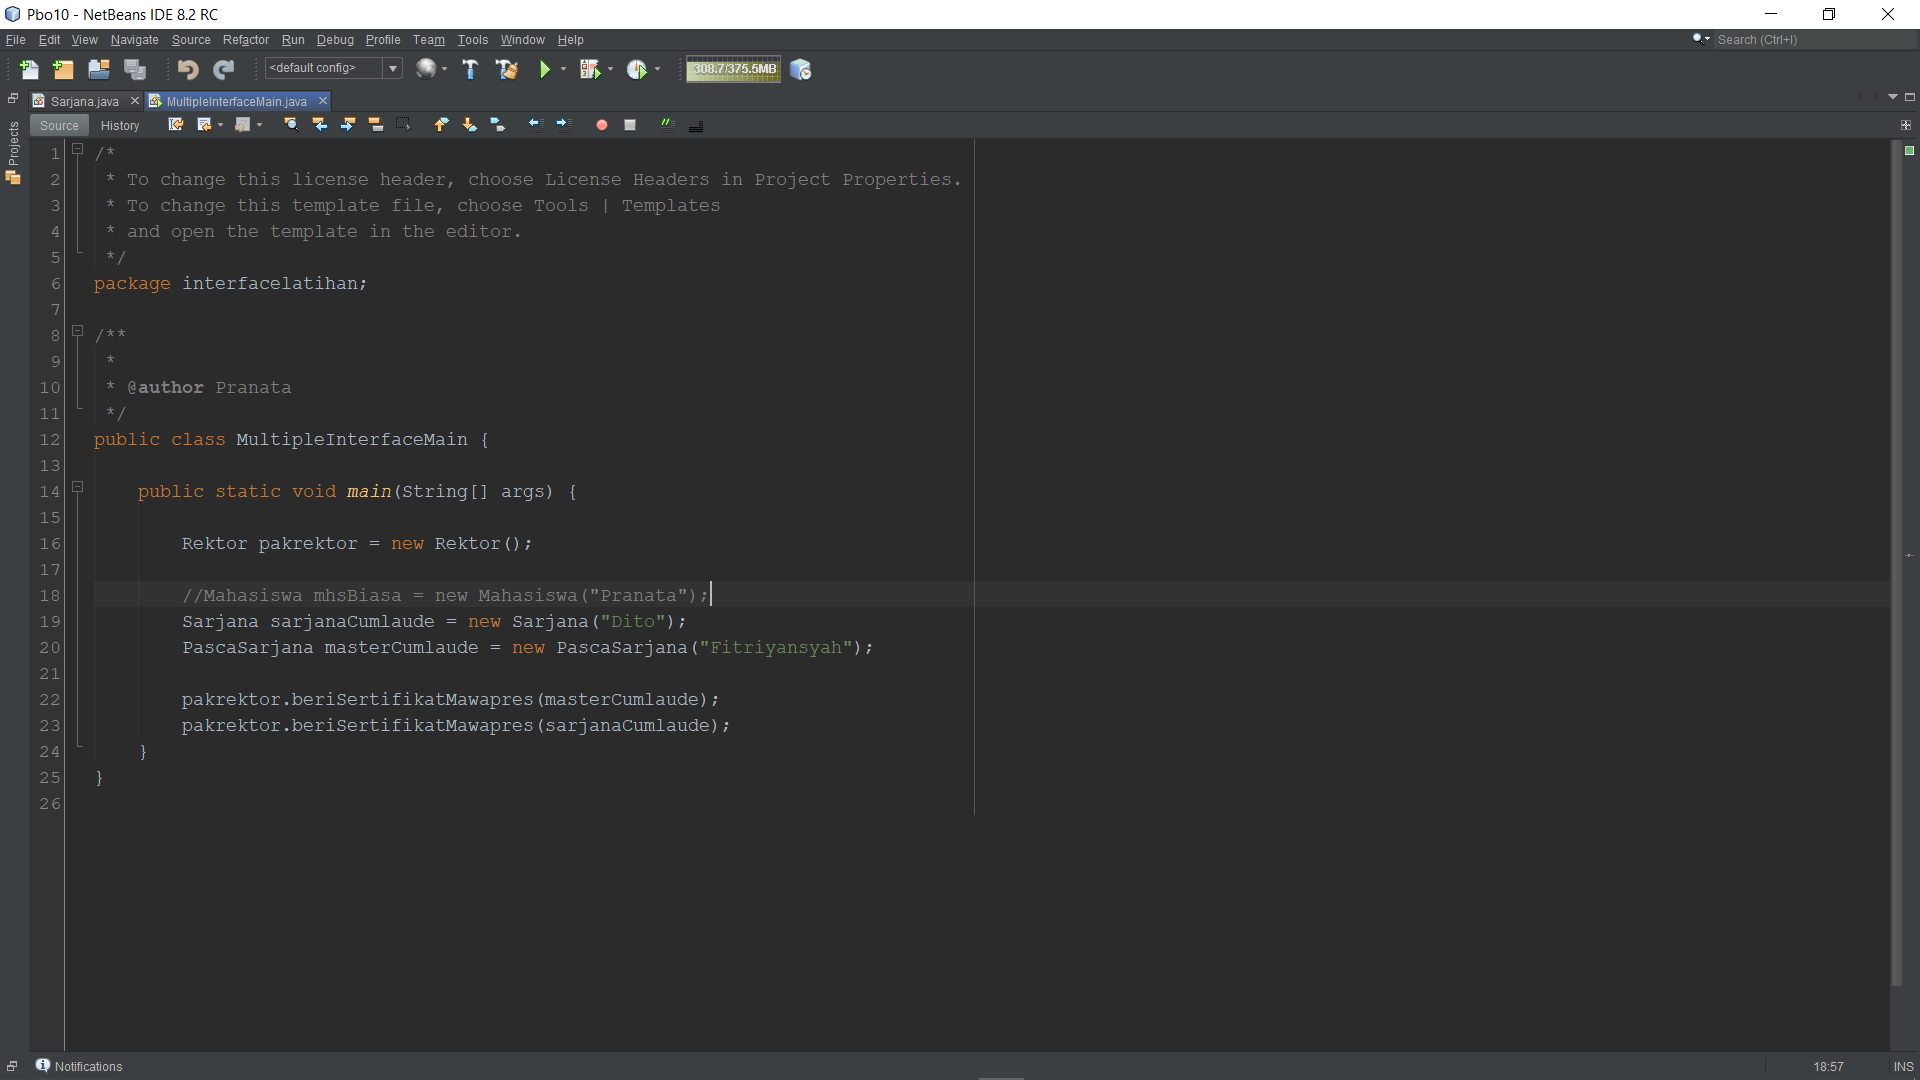 Pbo10 - NetBeans IDE 8.2 RC
File Edit View Navigate Source Refactor Run Debug Profile Team Tools Window Help
Search (Ctrl+I)
<default config>
308.7/375.5MB
Sarjana.java
MultipleInterfaceMain.java
Projects
Source History
1 /*
2 * To change this license header, choose License Headers in Project Properties.
3 * To change this template file, choose Tools | Templates
4 * and open the template in the editor.
5 */
6 package interfacelatihan;
7
8 /**
9 *
10 * @author Pranata
11 */
12 public class MultipleInterfaceMain {
13
14 public static void main(String[] args) {
15
16 Rektor pakrektor = new Rektor();
17
18 //Mahasiswa mhsBiasa = new Mahasiswa("Pranata");
19 Sarjana sarjanaCumlaude = new Sarjana("Dito");
20 PascaSarjana masterCumlaude = new PascaSarjana("Fitriyansyah");
21
22 pakrektor.beriSertifikatMawapres(masterCumlaude);
23 pakrektor.beriSertifikatMawapres(sarjanaCumlaude);
24 }
25 }
26
Notifications
18:57
INS